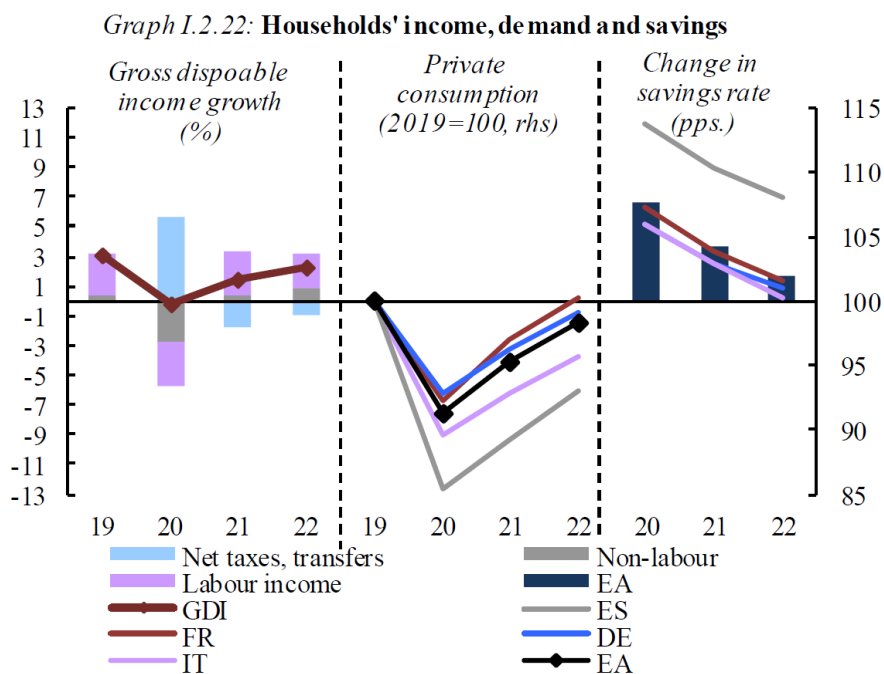 Graph I.2.22: Households' income, demand and savings
Gross dispoable
income growth
(%)
Private
consumption
(2019=100, rhs)
Change in
savings rate
(pps.)
13
11
9
7
5
3
1
-1
-3
-5
-7
-9
-11
-13
115
110
105
100
95
90
85
19 20 21 22 19 20 21 22 20 21 22
Net taxes, transfers
Non-labour
Labour income
EA
GDI
ES
FR
DE
IT
EA